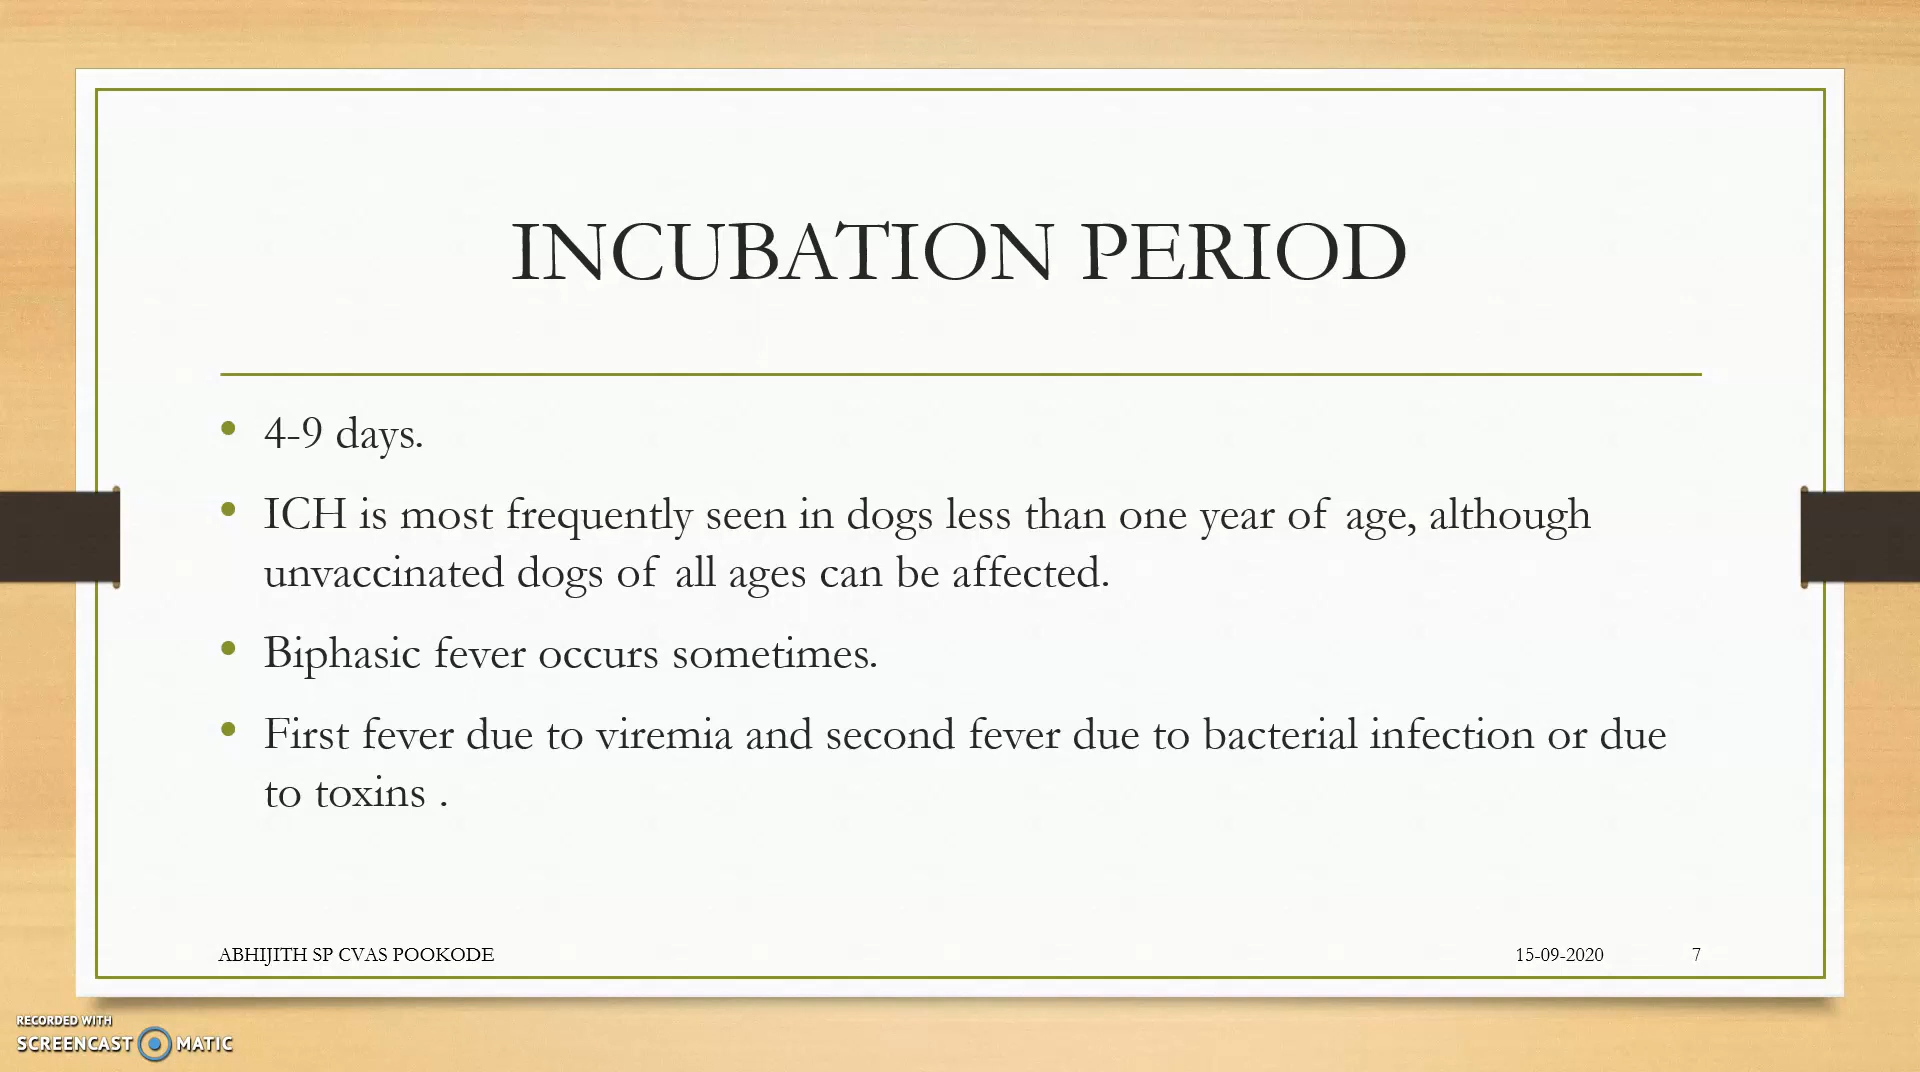 INCUBATION PERIOD
• 4-9 days.
• ICH is most frequently seen in dogs less than one year of age, although
unvaccinated dogs of all ages can be affected.
• Biphasic fever occurs sometimes.
• First fever due to viremia and second fever due to bacterial infection or due
to toxins .
ABHIJITH SP CVAS POOKODE 15-09-2020 7
RECORDED WITH
SCREENCAST MATIC